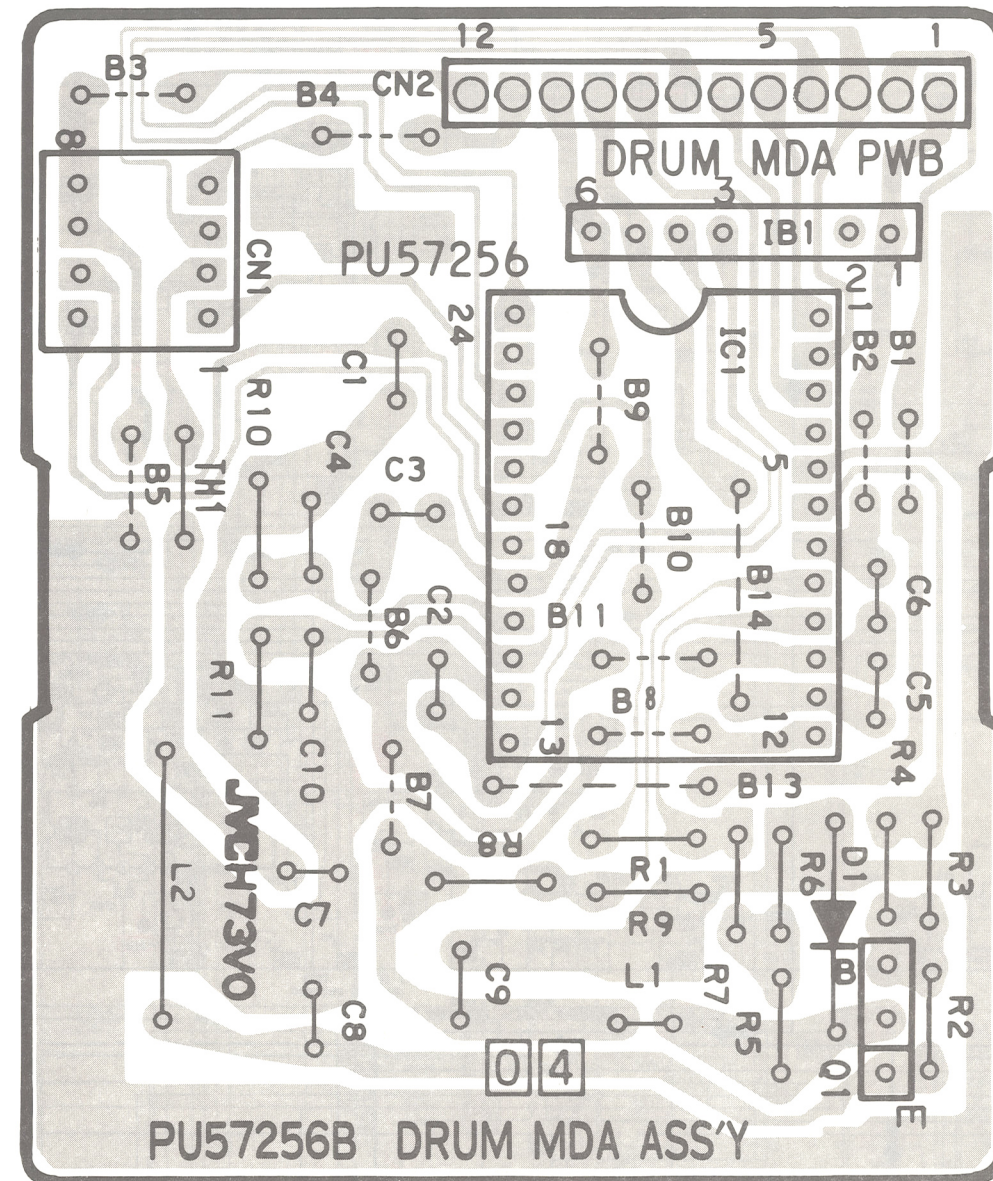 12 5 1
B3
B4 CN2
8
DRUM MDA PWB
6 3
IB1
PU57256
CN1
2 1
1
24
IC1
B2 B1
C1
R10
B9
C4
C3
5
B5 TH1
18
B10
B14
C6
B6 C2
B11
R11
C5
B8
13
12
C10
B7
B13
R4
L2
R8
R1
R6 D1
R3
C7
R9
C9
L1
R7
B
C8
R5
R2
04
Q1
E
PU57256B DRUM MDA ASS'Y